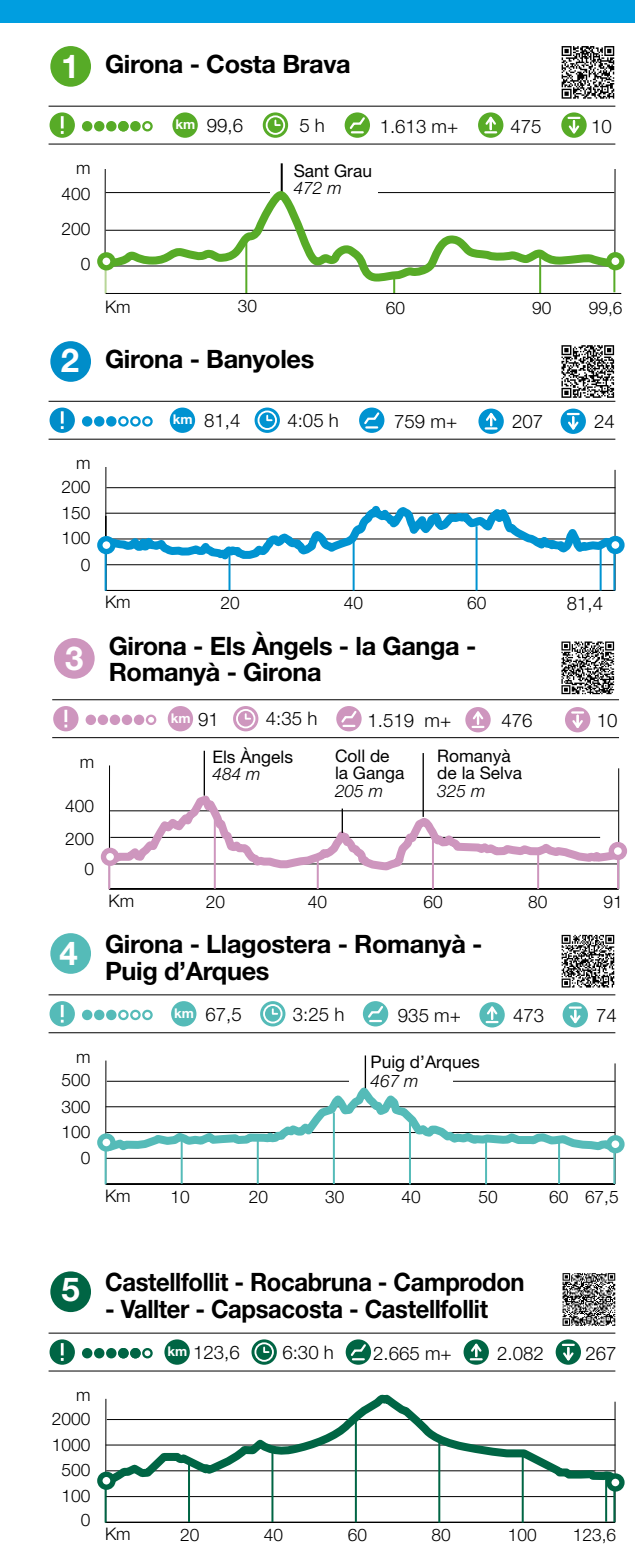 1 Girona - Costa Brava
! km 99,6 5 h 1.613 m+ 475 10
m
Sant Grau
472 m
400
200
0
Km 30 60 90 99,6
2 Girona - Banyoles
! km 81,4 4:05 h 759 m+ 207 24
m
200
150
100
0
Km 20 40 60 81,4
3 Girona - Els Àngels - la Ganga -
Romanyà - Girona
! km 91 4:35 h 1.519 m+ 476 10
m
Els Àngels
484 m
Coll de
la Ganga
205 m
Romanyà
de la Selva
325 m
400
200
0
Km 20 40 60 80 91
4 Girona - Llagostera - Romanyà -
Puig d’Arques
! km 67,5 3:25 h 935 m+ 473 74
m
Puig d’Arques
467 m
500
300
100
0
Km 10 20 30 40 50 60 67,5
5 Castellfollit - Rocabruna - Camprodon
- Vallter - Capsacosta - Castellfollit
! km 123,6 6:30 h 2.665 m+ 2.082 267
m
2000
1000
500
100
0
Km 20 40 60 80 100 123,6